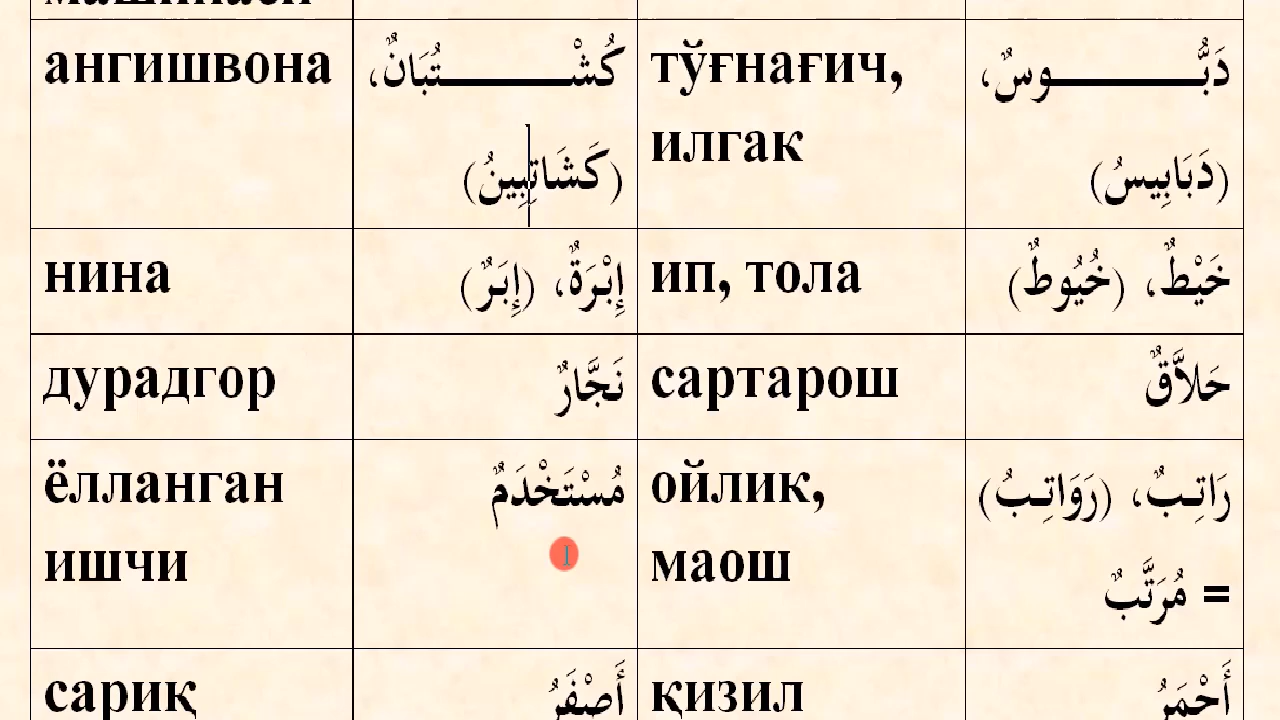 ангишвона
كُشْتُبَانٌ،
(كَشَاتِبِينُ)
тўғнағич,
илгак
دَبُّوسٌ،
(دَبَابِيسُ)
нина
إِبْرَةٌ، (إِبَرٌ)
ип, тола
خَيْطٌ، (خُيُوطٌ)
дурадгор
نَجَّارٌ
сартарош
حَلاَّقٌ
ёлланган
ишчи
مُسْتَخْدَمٌ
ойлик,
маош
رَاتِبٌ، (رَوَاتِبُ)
= مُرَتَّبٌ
сариқ
أَصْفَرُ
қизил
أَحْمَرُ